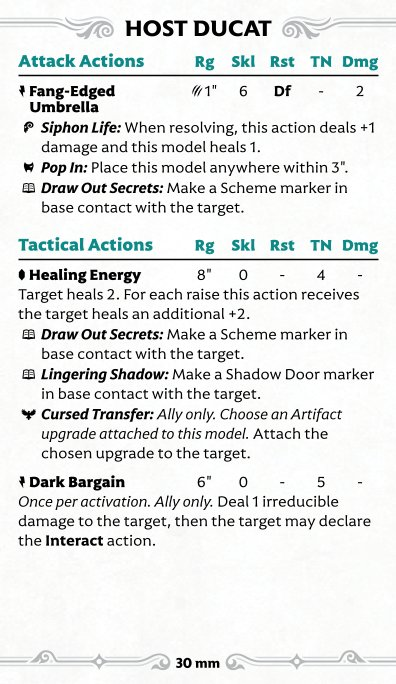 HOST DUCAT
Attack Actions Rg Skl Rst TN Dmg
Fang-Edged 1" 6 Df - 2
Umbrella
Siphon Life: When resolving, this action deals +1
damage and this model heals 1.
Pop In: Place this model anywhere within 3".
Draw Out Secrets: Make a Scheme marker in
base contact with the target.
Tactical Actions Rg Skl Rst TN Dmg
Healing Energy 8" 0 - 4 -
Target heals 2. For each raise this action receives
the target heals an additional +2.
Draw Out Secrets: Make a Scheme marker in
base contact with the target.
Lingering Shadow: Make a Shadow Door marker
in base contact with the target.
Cursed Transfer: Ally only. Choose an Artifact
upgrade attached to this model. Attach the
chosen upgrade to the target.
Dark Bargain 6" 0 - 5 -
Once per activation. Ally only. Deal 1 irreducible
damage to the target, then the target may declare
the Interact action.
30 mm